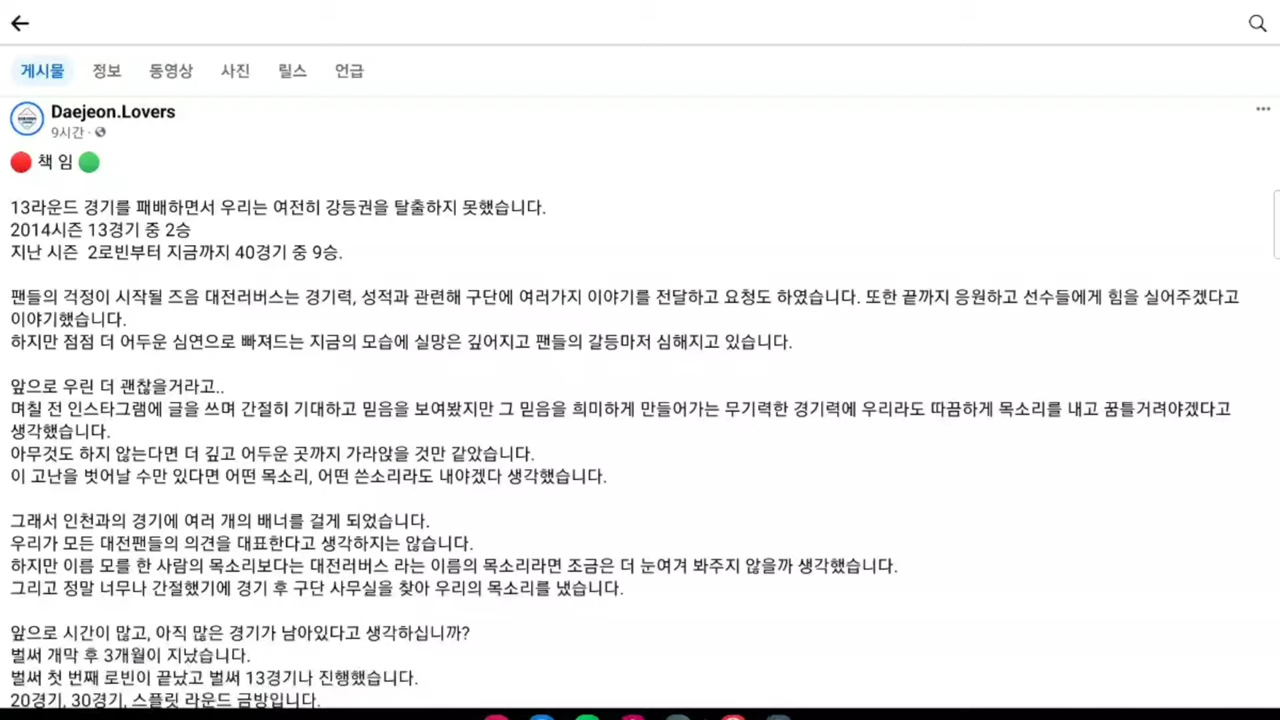 게시물 정보 동영상 사진 릴스 언급
Daejeon.Lovers
9시간 ·
책 임
13라운드 경기를 패배하면서 우리는 여전히 강등권을 탈출하지 못했습니다.
2014시즌 13경기 중 2승
지난 시즌 2로빈부터 지금까지 40경기 중 9승.
팬들의 걱정이 시작될 즈음 대전러버스는 경기력, 성적과 관련해 구단에 여러가지 이야기를 전달하고 요청도 하였습니다. 또한 끝까지 응원하고 선수들에게 힘을 실어주겠다고
이야기했습니다.
하지만 점점 더 어두운 심연으로 빠져드는 지금의 모습에 실망은 깊어지고 팬들의 갈등마저 심해지고 있습니다.
앞으로 우린 더 괜찮을거라고..
며칠 전 인스타그램에 글을 쓰며 간절히 기대하고 믿음을 보여봤지만 그 믿음을 희미하게 만들어가는 무기력한 경기력에 우리라도 따끔하게 목소리를 내고 꿈틀거려야겠다고
생각했습니다.
아무것도 하지 않는다면 더 깊고 어두운 곳까지 가라앉을 것만 같았습니다.
이 고난을 벗어날 수만 있다면 어떤 목소리, 어떤 쓴소리라도 내야겠다 생각했습니다.
그래서 인천과의 경기에 여러 개의 배너를 걸게 되었습니다.
우리가 모든 대전팬들의 의견을 대표한다고 생각하지는 않습니다.
하지만 이름 모를 한 사람의 목소리보다는 대전러버스 라는 이름의 목소리라면 조금은 더 눈여겨 봐주지 않을까 생각했습니다.
그리고 정말 너무나 간절했기에 경기 후 구단 사무실을 찾아 우리의 목소리를 냈습니다.
앞으로 시간이 많고, 아직 많은 경기가 남아있다고 생각하십니까?
벌써 개막 후 3개월이 지났습니다.
벌써 첫 번째 로빈이 끝났고 벌써 13경기나 진행했습니다.
20경기, 30경기, 스플릿 라운드 금방입니다.